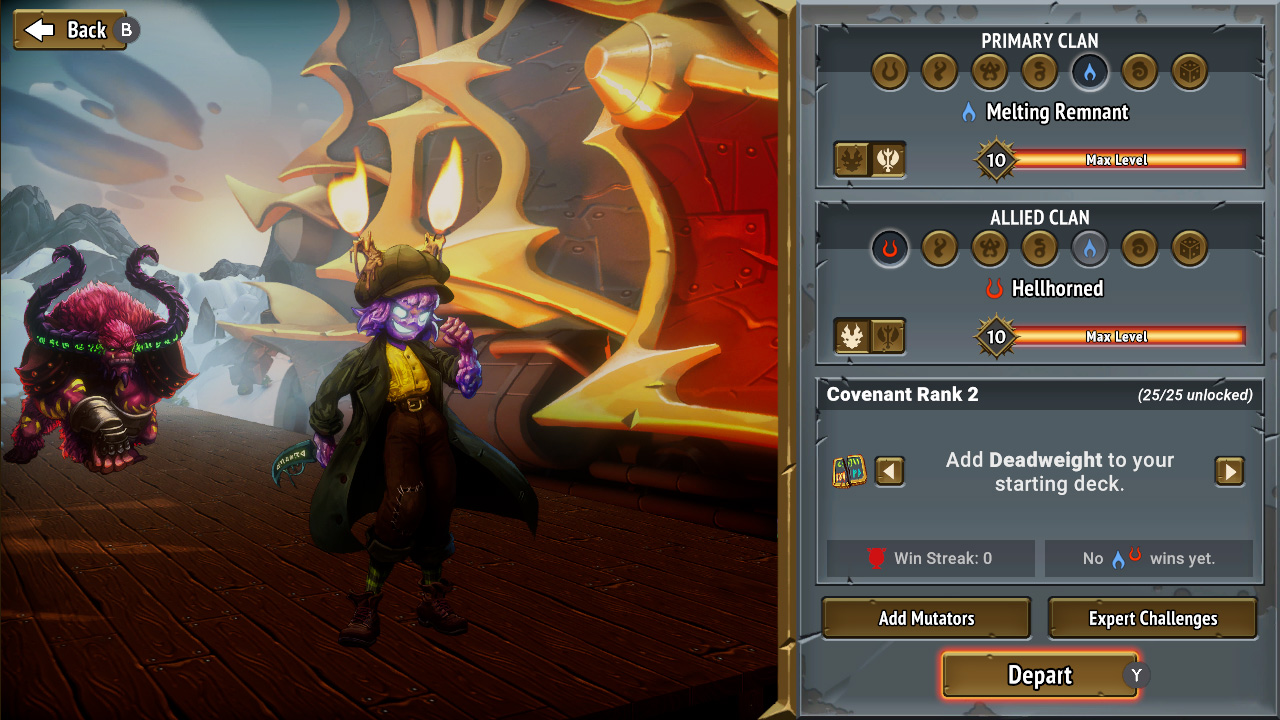 Back B
PRIMARY CLAN
Melting Remnant
10 Max Level
ALLIED CLAN
Hellhorned
10 Max Level
Covenant Rank 2 (25/25 unlocked)
Add Deadweight to your
starting deck.
Win Streak: 0
No wins yet.
Add Mutators
Expert Challenges
Depart Y